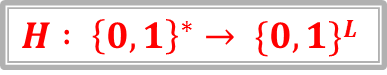 H : {0,1}* → {0,1}ᴸ